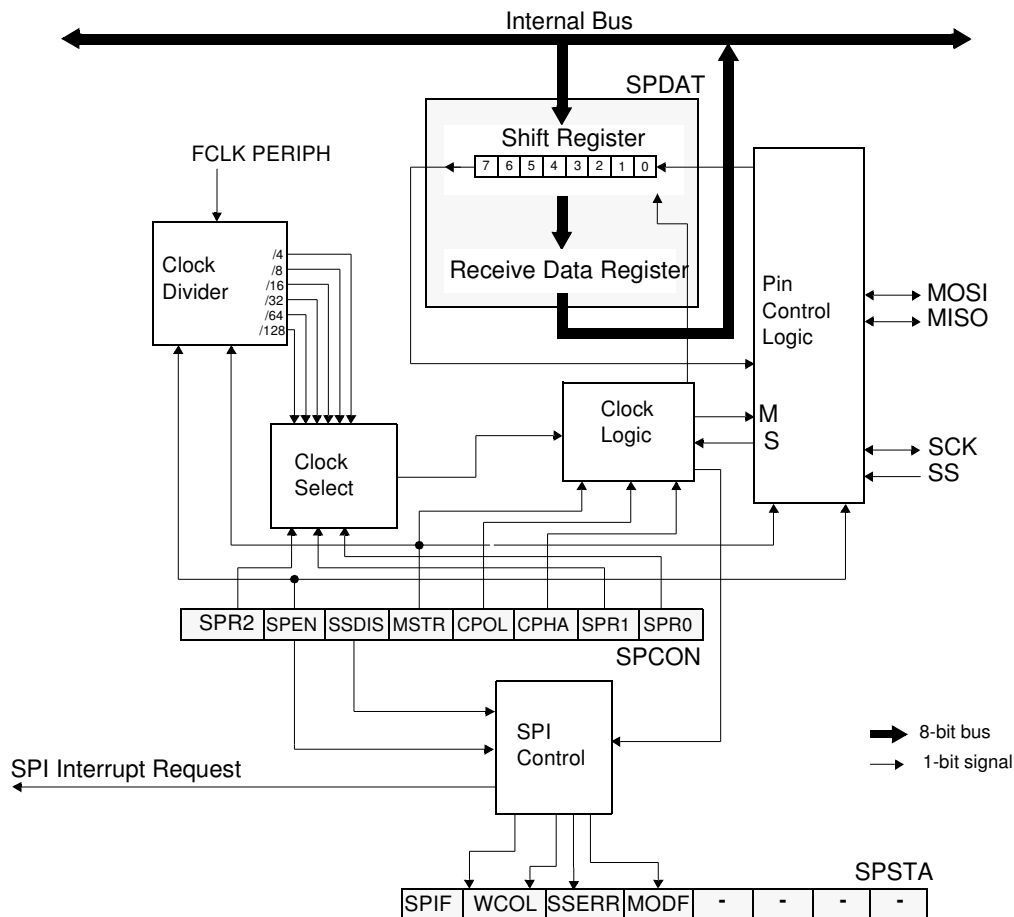 Internal Bus
SPDAT
Shift Register
7 6 5 4 3 2 1 0
FCLK PERIPH
Clock
Divider
/4
/8
/16
/32
/64
/128
Receive Data Register
Pin
Control
Logic
MOSI
MISO
Clock
Logic
M
S
SCK
SS
Clock
Select
SPR2 SPEN SSDIS MSTR CPOL CPHA SPR1 SPR0
SPCON
SPI
Control
8-bit bus
1-bit signal
SPI Interrupt Request
SPSTA
SPIF WCOL SSERR MODF - - - -